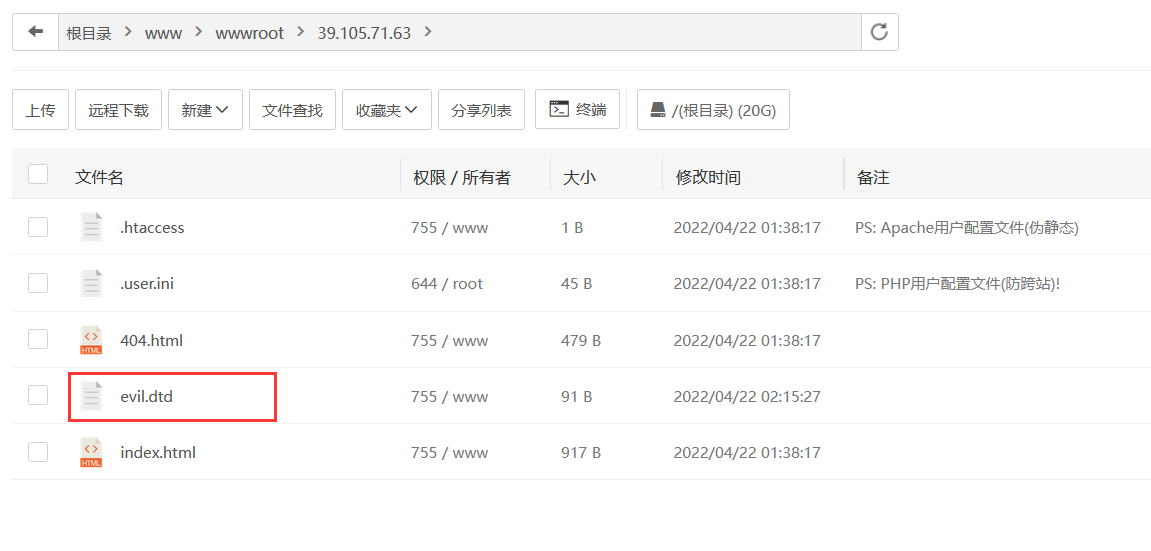 根目录 www wwwroot 39.105.71.63
上传 远程下载 新建 文件查找 收藏夹 分享列表 终端 /(根目录) (20G)
文件名 权限 / 所有者 大小 修改时间 备注
.htaccess 755 / www 1 B 2022/04/22 01:38:17 PS: Apache用户配置文件(伪静态)
.user.ini 644 / root 45 B 2022/04/22 01:38:17 PS: PHP用户配置文件(防跨站)!
HTML 404.html 755 / www 479 B 2022/04/22 01:38:17
evil.dtd 755 / www 91 B 2022/04/22 02:15:27
HTML index.html 755 / www 917 B 2022/04/22 01:38:17